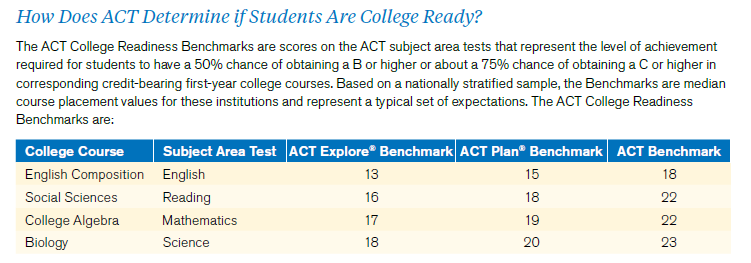 How Does ACT Determine if Students Are College Ready?
The ACT College Readiness Benchmarks are scores on the ACT subject area tests that represent the level of achievement
required for students to have a 50% chance of obtaining a B or higher or about a 75% chance of obtaining a C or higher in
corresponding credit-bearing first-year college courses. Based on a nationally stratified sample, the Benchmarks are median
course placement values for these institutions and represent a typical set of expectations. The ACT College Readiness
Benchmarks are:
College Course Subject Area Test ACT Explore® Benchmark ACT Plan® Benchmark ACT Benchmark
English Composition English 13 15 18
Social Sciences Reading 16 18 22
College Algebra Mathematics 17 19 22
Biology Science 18 20 23